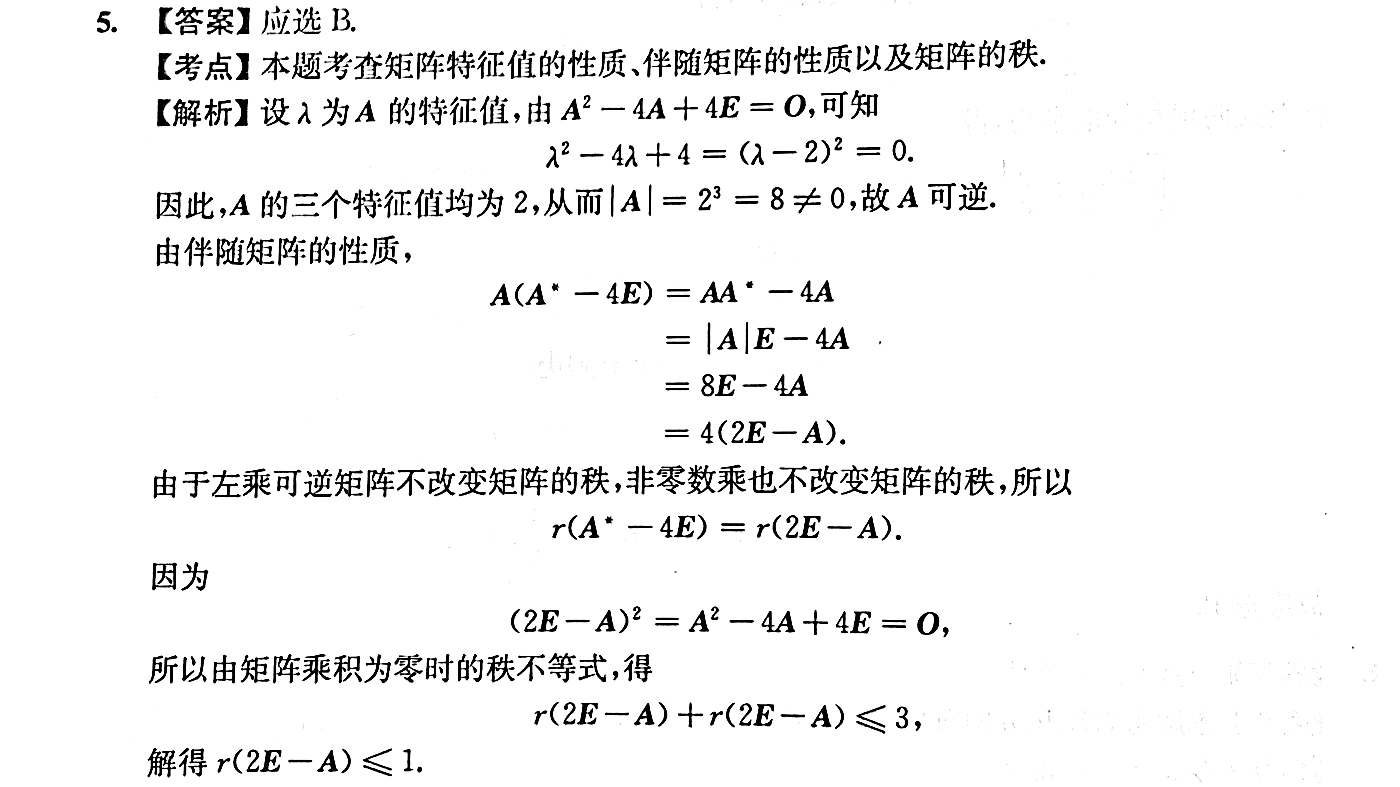 5. 【答案】应选 B.
【考点】本题考查矩阵特征值的性质、伴随矩阵的性质以及矩阵的秩.
【解析】设 λ 为 A 的特征值,由 A² − 4A + 4E = O,可知
λ² − 4λ + 4 = (λ − 2)² = 0.
因此,A 的三个特征值均为 2,从而|A| = 2³ = 8 ≠ 0,故 A 可逆.
由伴随矩阵的性质,
A(A* − 4E) = AA* − 4A
= |A|E − 4A
= 8E − 4A
= 4(2E − A).
由于左乘可逆矩阵不改变矩阵的秩,非零数乘也不改变矩阵的秩,所以
r(A* − 4E) = r(2E − A).
因为
(2E − A)² = A² − 4A + 4E = O,
所以由矩阵乘积为零时的秩不等式,得
r(2E − A) + r(2E − A) ⩽ 3,
解得 r(2E − A) ⩽ 1.